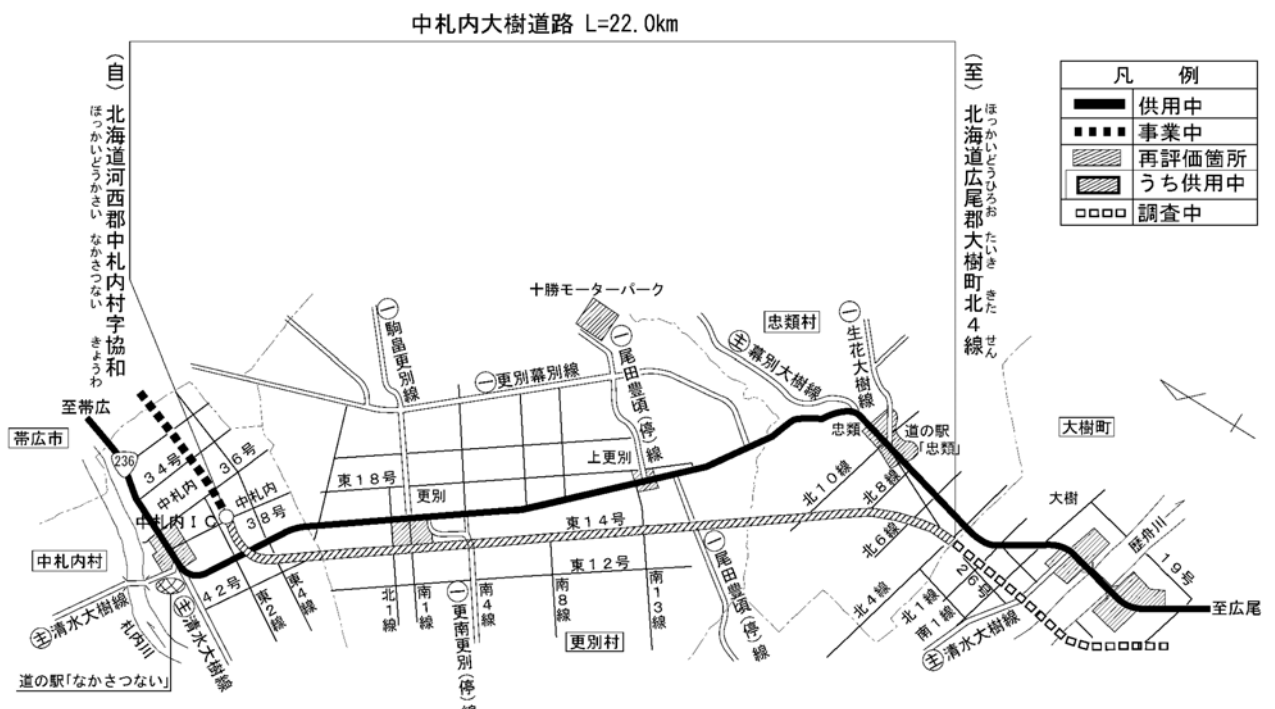 中札内大樹道路 L=22.0km
(自) 北海道河西郡中札内村字協和
ほっかいどうかさい なかさつない きょうわ
(至) 北海道広尾郡大樹町北4線
ほっかいどうひろお たいき きた せん
凡 例
供用中
事業中
再評価箇所
うち供用中
調査中
十勝モーターパーク
忠類村
㊀生花大樹線
㊀駒畠更別線
㊀更別幕別線
㊀尾田豊頃(停)線
㊏幕別大樹線
至帯広
帯広市
236
34号
中札内
36号
中札内
38号
中札内IC
中札内村
42号
東2線
東4線
㊏清水大樹線
札内川
㊏清水大樹線
道の駅「なかさつない」
東18号
更別
上更別
東14号
東12号
北1線
南1線
㊀更南更別(停)線
南4線
南8線
南13線
更別村
㊀尾田豊頃(停)線
忠類
道の駅「忠類」
北10線
北8線
北6線
北4線
北1線
南1線
26号
㊏清水大樹線
大樹町
大樹
歴舟川
19号
至広尾